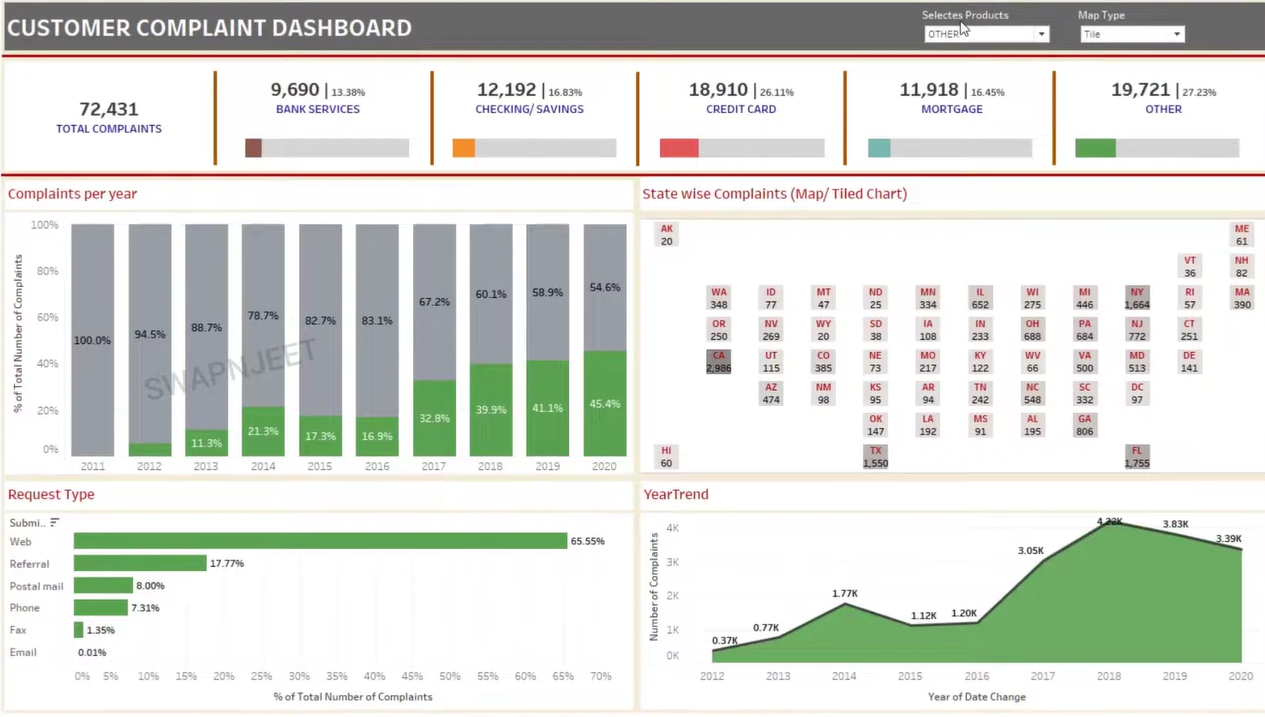 CUSTOMER COMPLAINT DASHBOARD
Selectes Products
OTHER
Map Type
Tile
72,431
TOTAL COMPLAINTS
9,690 | 13.38%
BANK SERVICES
12,192 | 16.83%
CHECKING/ SAVINGS
18,910 | 26.11%
CREDIT CARD
11,918 | 16.45%
MORTGAGE
19,721 | 27.23%
OTHER
Complaints per year
% of Total Number of Complaints
100%
80%
60%
40%
20%
0%
100.0%
94.5%
88.7%
78.7%
82.7%
83.1%
67.2%
60.1%
58.9%
54.6%
11.3%
21.3%
17.3%
16.9%
32.8%
39.9%
41.1%
45.4%
SWAPNJEET
2011 2012 2013 2014 2015 2016 2017 2018 2019 2020
State wise Complaints (Map/ Tiled Chart)
AK ME
20 61
VT NH
36 82
WA ID MT ND MN IL WI MI NY RI MA
348 77 47 25 334 652 275 446 1,664 57 390
OR NV WY SD IA IN OH PA NJ CT
250 269 20 38 108 233 688 684 772 251
CA UT CO NE MO KY WV VA MD DE
2,986 115 385 73 217 122 66 500 513 141
AZ NM KS AR TN NC SC DC
474 98 95 94 242 548 332 97
OK LA MS AL GA
147 192 91 195 806
HI TX FL
60 1,550 1,755
Request Type
Submi..
Web 65.55%
Referral 17.77%
Postal mail 8.00%
Phone 7.31%
Fax 1.35%
Email 0.01%
0% 5% 10% 15% 20% 25% 30% 35% 40% 45% 50% 55% 60% 65% 70%
% of Total Number of Complaints
YearTrend
Number of Complaints
4K
3K
2K
1K
0K
0.37K
0.77K
1.77K
1.12K
1.20K
3.05K
4.22K
3.83K
3.39K
2012 2013 2014 2015 2016 2017 2018 2019 2020
Year of Date Change